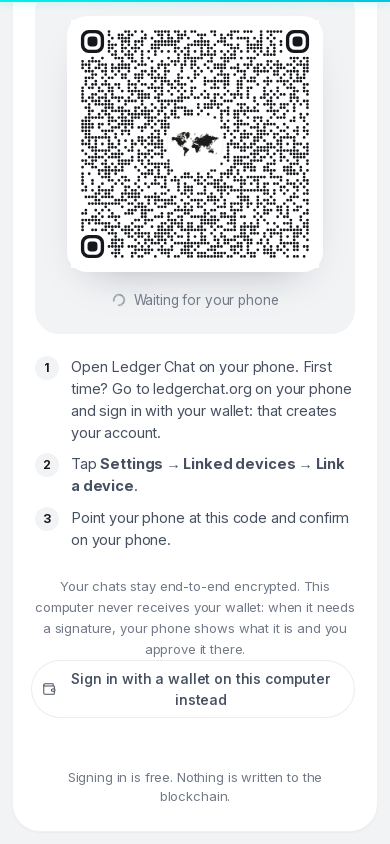 Waiting for your phone
1 Open Ledger Chat on your phone. First
time? Go to ledgerchat.org on your phone
and sign in with your wallet: that creates
your account.
2 Tap Settings → Linked devices → Link
a device.
3 Point your phone at this code and confirm
on your phone.
Your chats stay end-to-end encrypted. This
computer never receives your wallet: when it needs
a signature, your phone shows what it is and you
approve it there.
Sign in with a wallet on this computer
instead
Signing in is free. Nothing is written to the
blockchain.